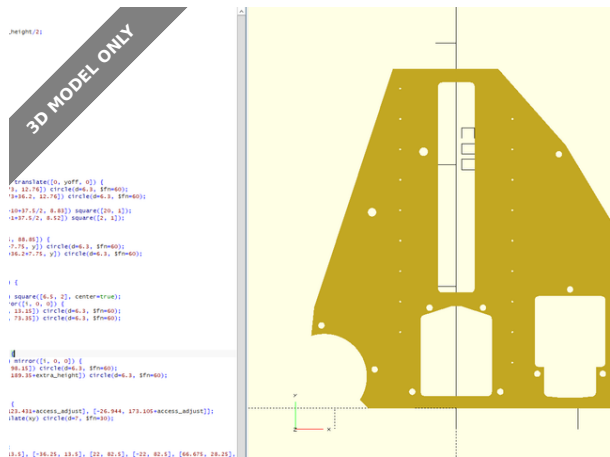 _height/2;
3D MODEL ONLY
translate([0, yoff, 0]) {
*3, 12.76]) circle(d=6.3, $fn=60);
*3+36.2, 12.76]) circle(d=6.3, $fn=60);
+10+37.5/2, 8.83]) square([20, 1]);
+1+37.5/2, 8.52]) square([2, 1]);
, 88.85]) {
+7.75, y]) circle(d=6.3, $fn=60);
+36.2+7.75, y]) circle(d=6.3, $fn=60);
) {
square([6.5, 2], center=true);
ror([i, 0, 0]) {
13.15]) circle(d=6.3, $fn=60);
73.35]) circle(d=6.3, $fn=60);
mirror([i, 0, 0]) {
98.15]) circle(d=6.3, $fn=60);
189.35+extra_height]) circle(d=6.3, $fn=60);
{
123.431+access_adjust], [-26.944, 173.105+access_adjust]];
slate(xy) circle(d=7, $fn=30);
13.5], [-36.25, 13.5], [22, 82.5], [-22, 82.5], [66.675, 28.25],
Y
Z X